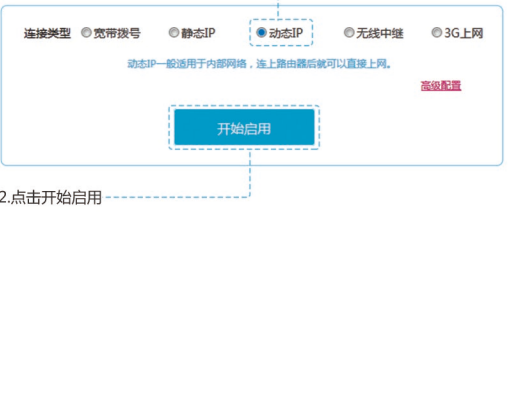 连接类型 宽带拨号 静态IP 动态IP 无线中继 3G上网
动态IP一般适用于内部网络，连上路由器后就可以直接上网。
高级配置
开始启用
2.点击开始启用